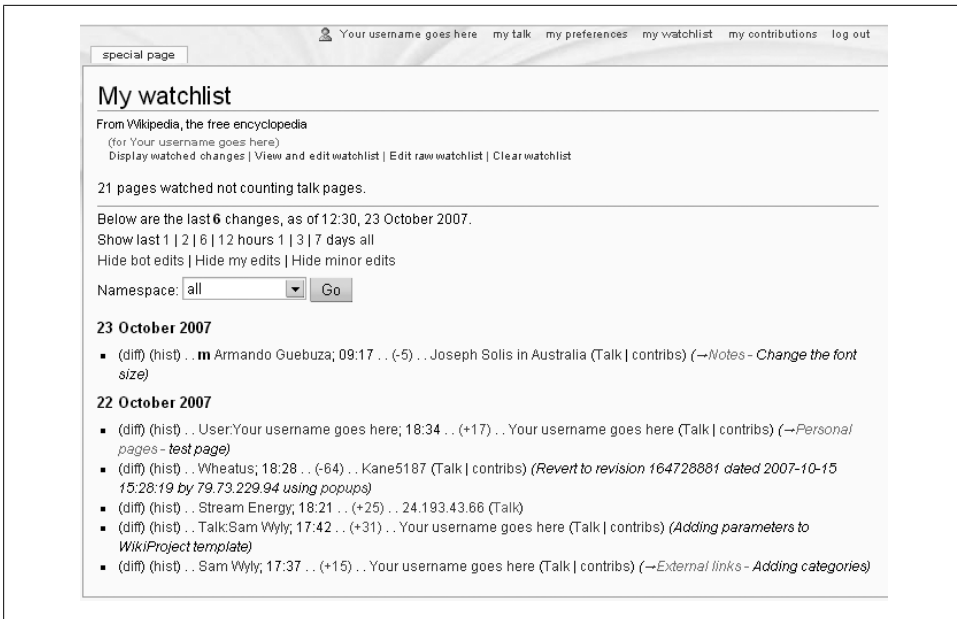 Your username goes here my talk my preferences my watchlist my contributions log out
special page
My watchlist
From Wikipedia, the free encyclopedia
(for Your username goes here)
Display watched changes | View and edit watchlist | Edit raw watchlist | Clear watchlist
21 pages watched not counting talk pages.
Below are the last 6 changes, as of 12:30, 23 October 2007.
Show last 1 | 2 | 6 | 12 hours 1 | 3 | 7 days all
Hide bot edits | Hide my edits | Hide minor edits
Namespace: all Go
23 October 2007
(diff) (hist) . . m Armando Guebuza; 09:17 . . (-5) . . Joseph Solis in Australia (Talk | contribs) (→Notes - Change the font
size)
22 October 2007
(diff) (hist) . . User:Your username goes here; 18:34 . . (+17) . . Your username goes here (Talk | contribs) (→Personal
pages - test page)
(diff) (hist) . . Wheatus; 18:28 . . (-64) . . Kane5187 (Talk | contribs) (Revert to revision 164728881 dated 2007-10-15
15:28:19 by 79.73.229.94 using popups)
(diff) (hist) . . Stream Energy; 18:21 . . (+25) . . 24.193.43.66 (Talk)
(diff) (hist) . . Talk:Sam Wyly; 17:42 . . (+31) . . Your username goes here (Talk | contribs) (Adding parameters to
WikiProject template)
(diff) (hist) . . Sam Wyly; 17:37 . . (+15) . . Your username goes here (Talk | contribs) (→External links - Adding categories)